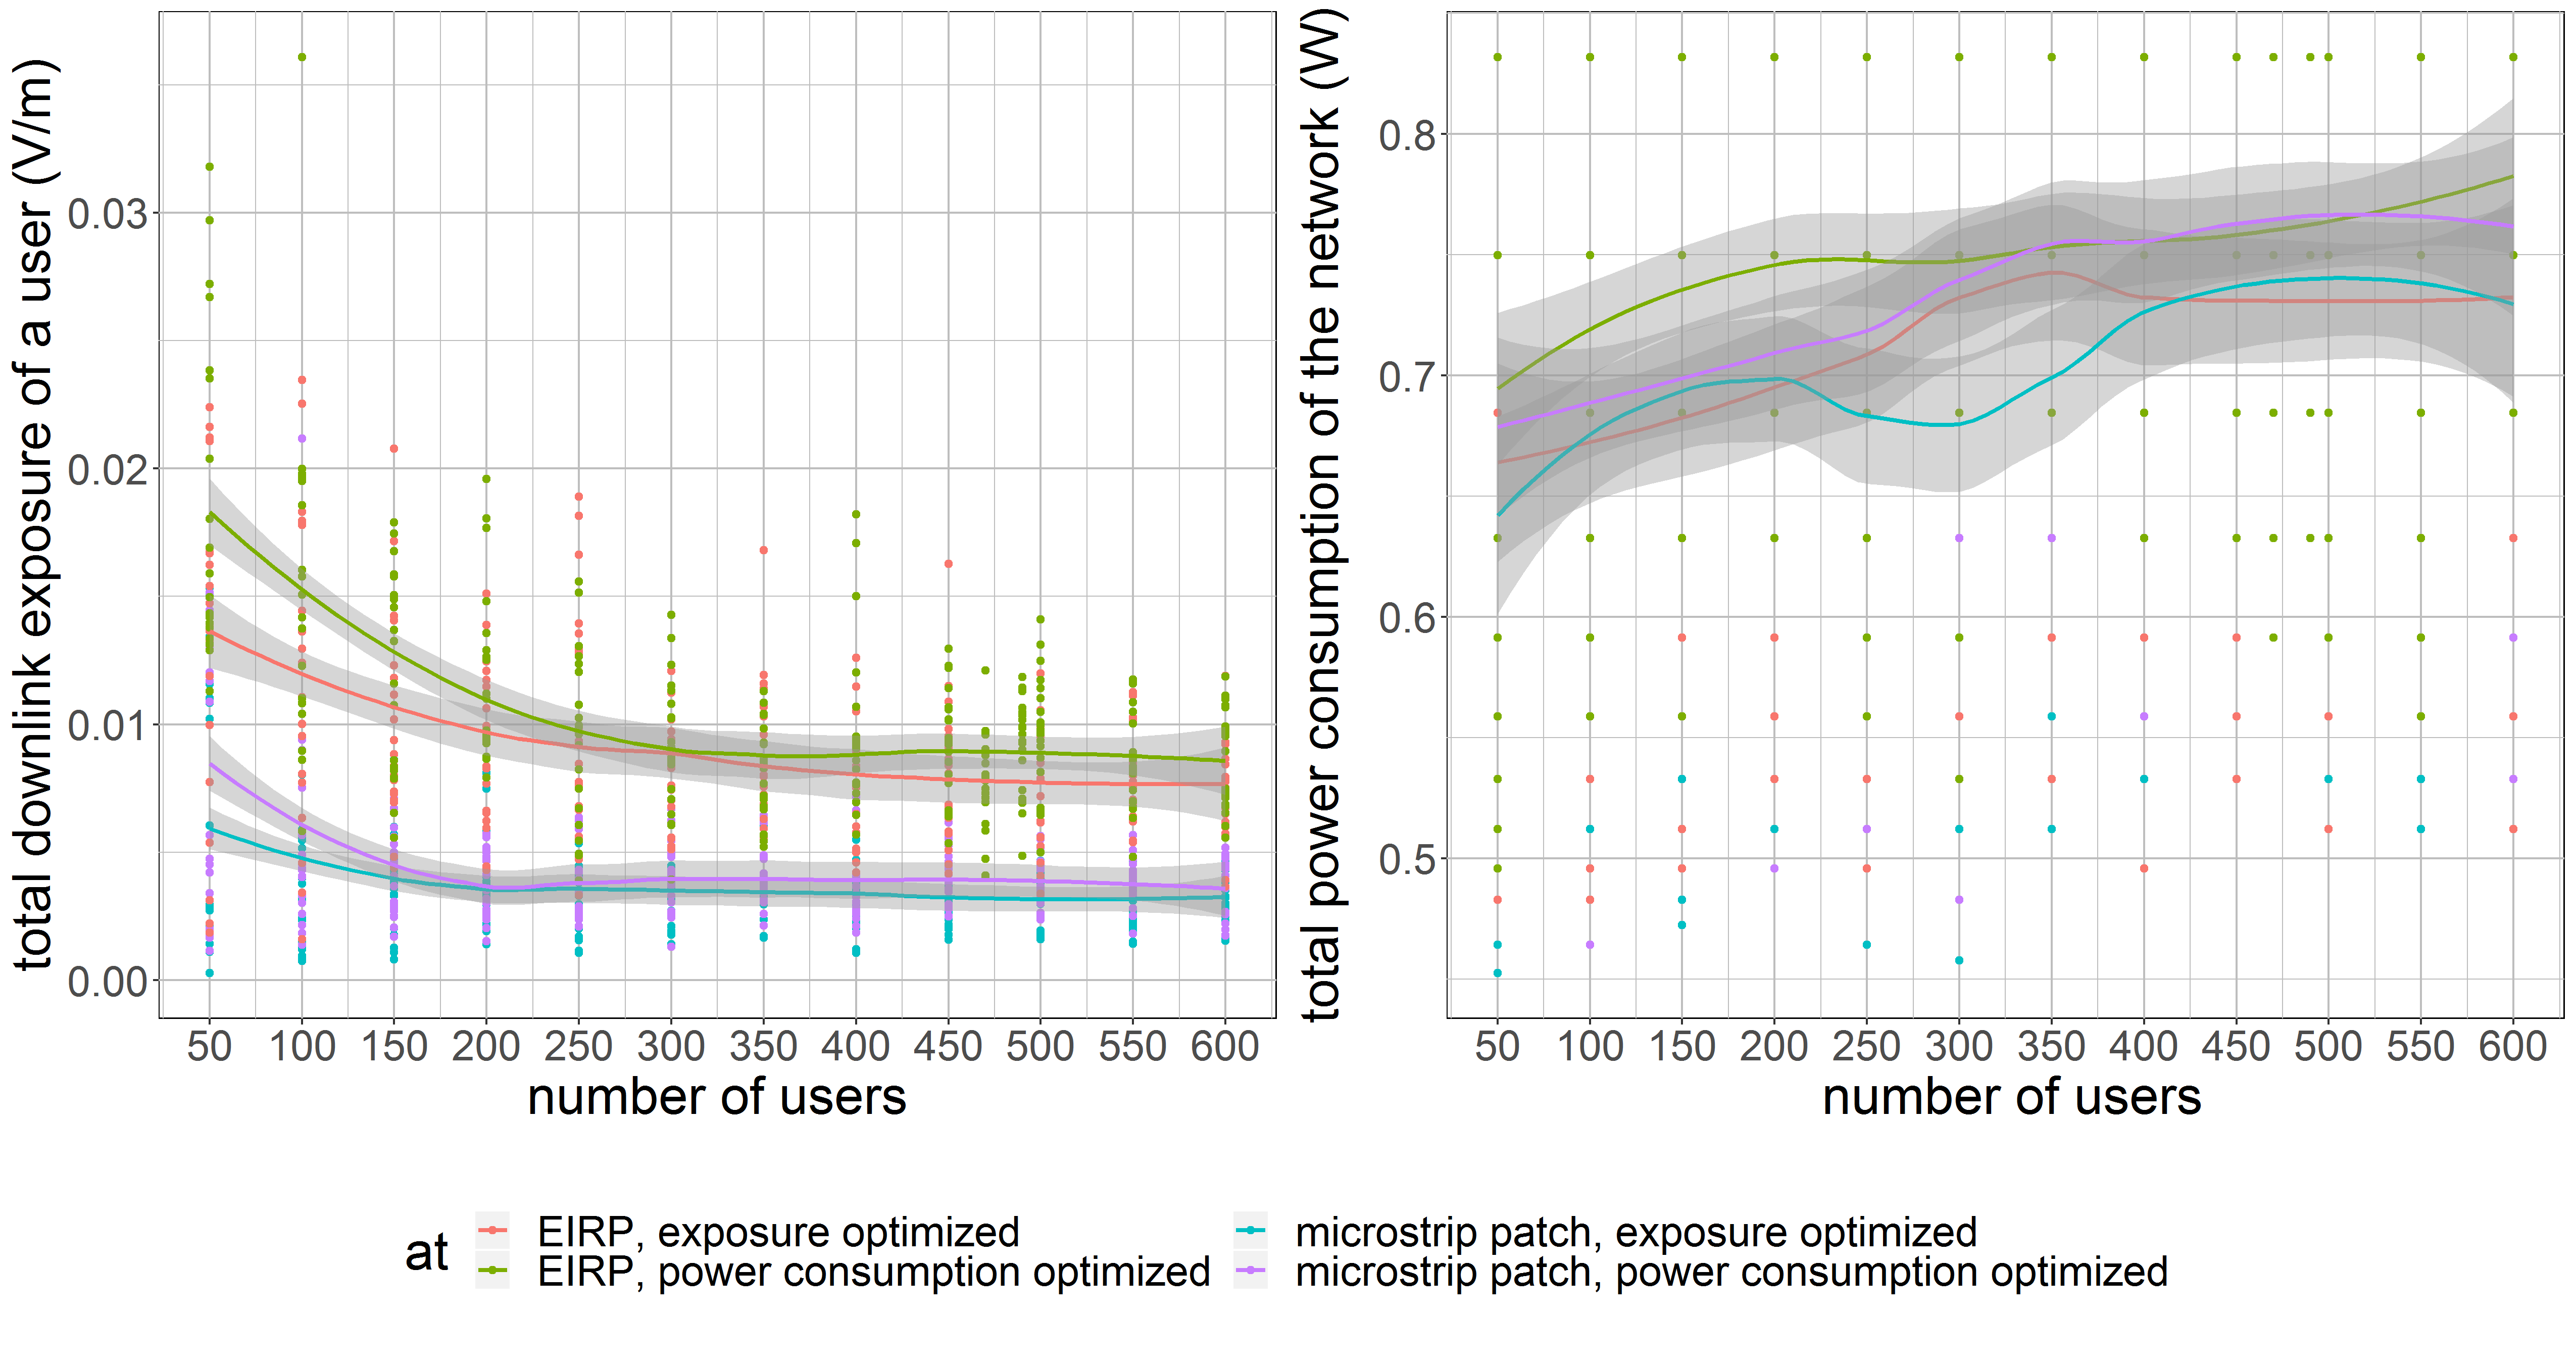 total downlink exposure of a user (V/m)
0.03
0.02
0.01
0.00
50 100 150 200 250 300 350 400 450 500 550 600
number of users
total power consumption of the network (W)
0.8
0.7
0.6
0.5
50 100 150 200 250 300 350 400 450 500 550 600
number of users
at
EIRP, exposure optimized
EIRP, power consumption optimized
microstrip patch, exposure optimized
microstrip patch, power consumption optimized